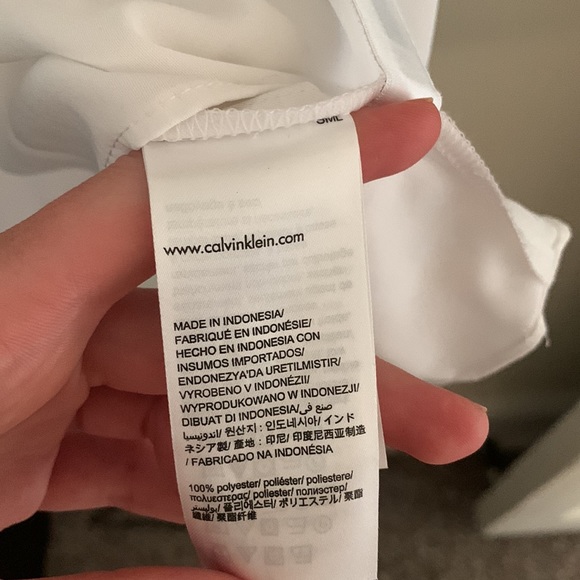 SML
www.calvinklein.com
MADE IN INDONESIA/
FABRIQUÉ EN INDONÉSIE/
HECHO EN INDONESIA CON
INSUMOS IMPORTADOS/
ENDONEZYA'DA URETILMISTIR/
VYROBENO V INDONÉZII/
WYPRODUKOWANO W INDONEZJI/
DIBUAT DI INDONESIA/صنع في
اندونيسيا/ 원산지: 인도네시아/ インド
ネシア製/ 產地: 印尼/ 印度尼西亚制造
/ FABRICADO NA INDONÉSIA
100% polyester/ poliéster/ poliestere/
πολυεστερας/ poliester/ полиэстер/
بوليستر/ 폴리에스터/ ポリエステル/ 聚酯
纖維/ 聚酯纤维